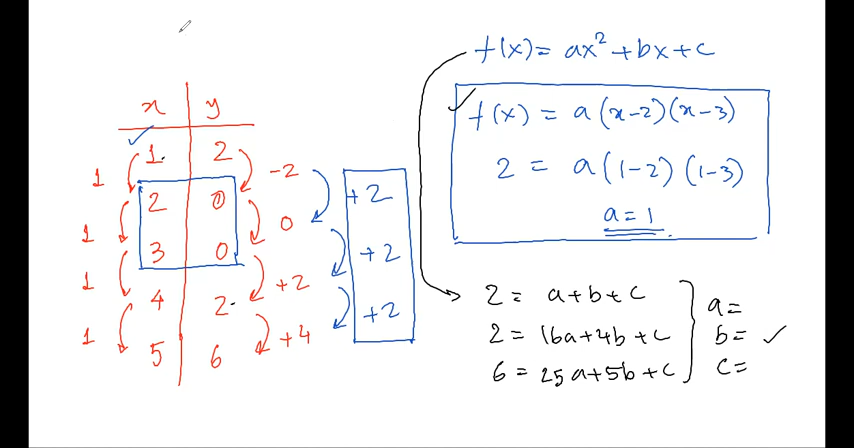 x y
1 2
2 0
3 0
4 2
5 6
1
1
1
1
-2
0
+2
+4
+2
+2
+2
f(x) = ax² + bx + c
f(x) = a(x-2)(x-3)
2 = a(1-2)(1-3)
a = 1
2 = a+b+c
2 = 16a+4b+c
6 = 25a+5b+c
a=
b= ✓
c=